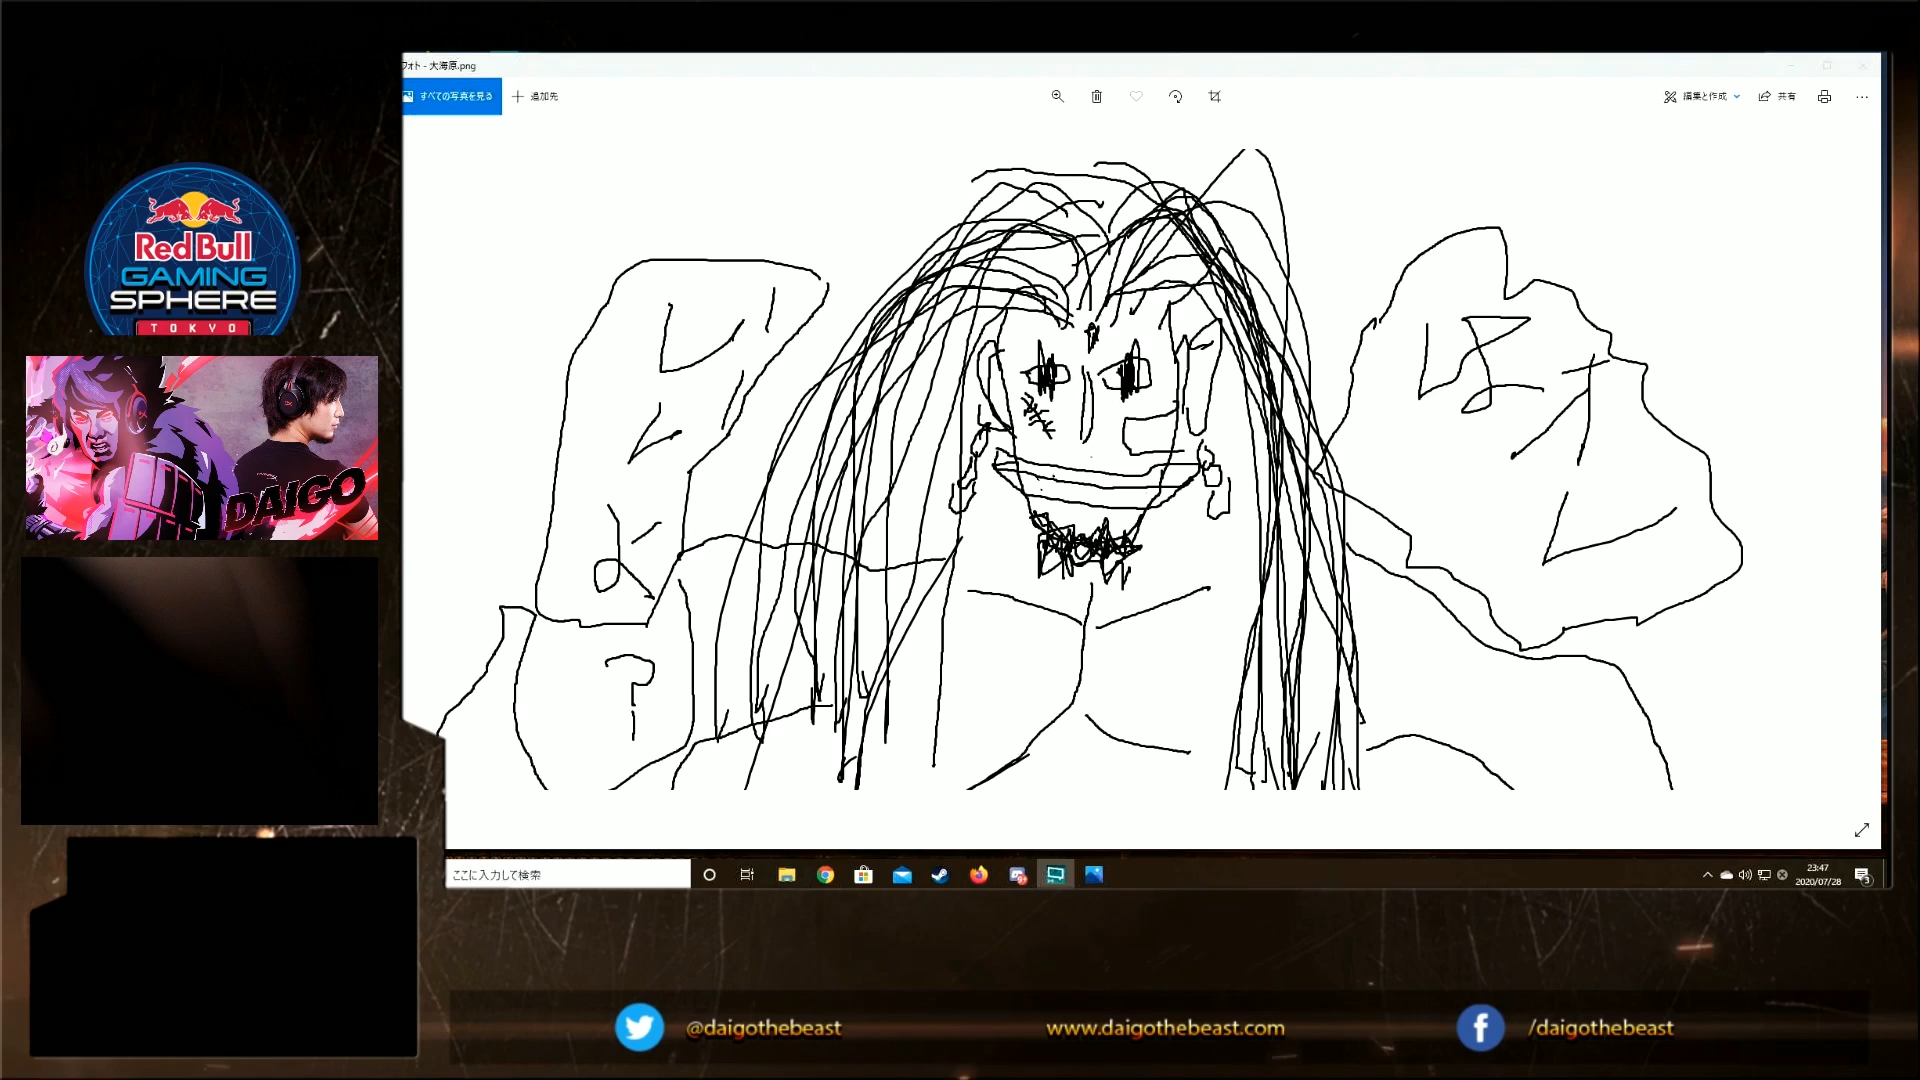 フォト - 大海原.png
すべての写真を見る
追加先
編集と作成
共有
Red Bull
GAMING
SPHERE
TOKYO
DAIGO
?
ここに入力して検索
23:47
2020/07/28
3
@daigothebeast
www.daigothebeast.com
/daigothebeast